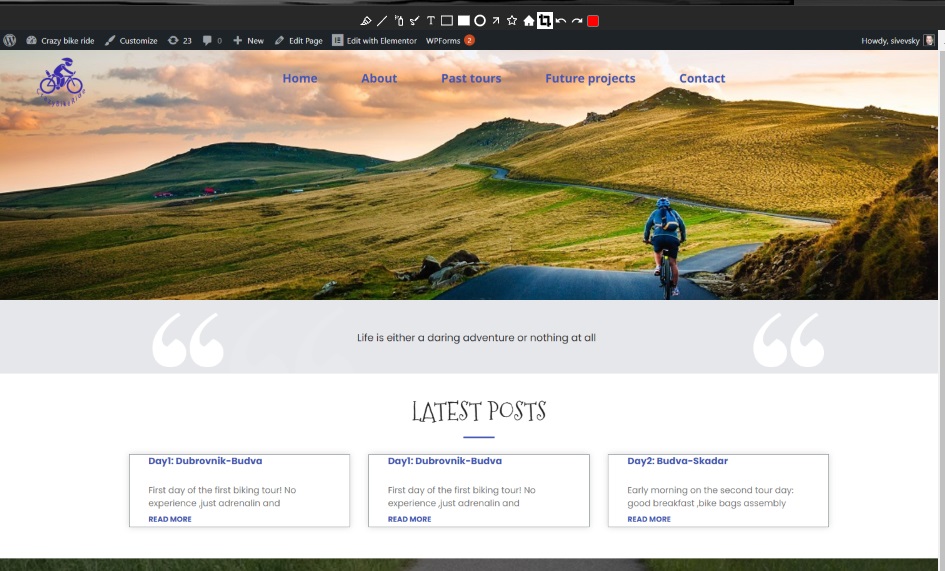 T
Crazy bike ride Customize 23 0 New Edit Page Edit with Elementor WPForms 2 Howdy, sivevsky
Home About Past tours Future projects Contact
Life is either a daring adventure or nothing at all
LATEST POSTS
Day1: Dubrovnik-Budva
First day of the first biking tour! No
experience ,just adrenalin and
READ MORE
Day1: Dubrovnik-Budva
First day of the first biking tour! No
experience ,just adrenalin and
READ MORE
Day2: Budva-Skadar
Early morning on the second tour day:
good breakfast ,bike bags assembly
READ MORE